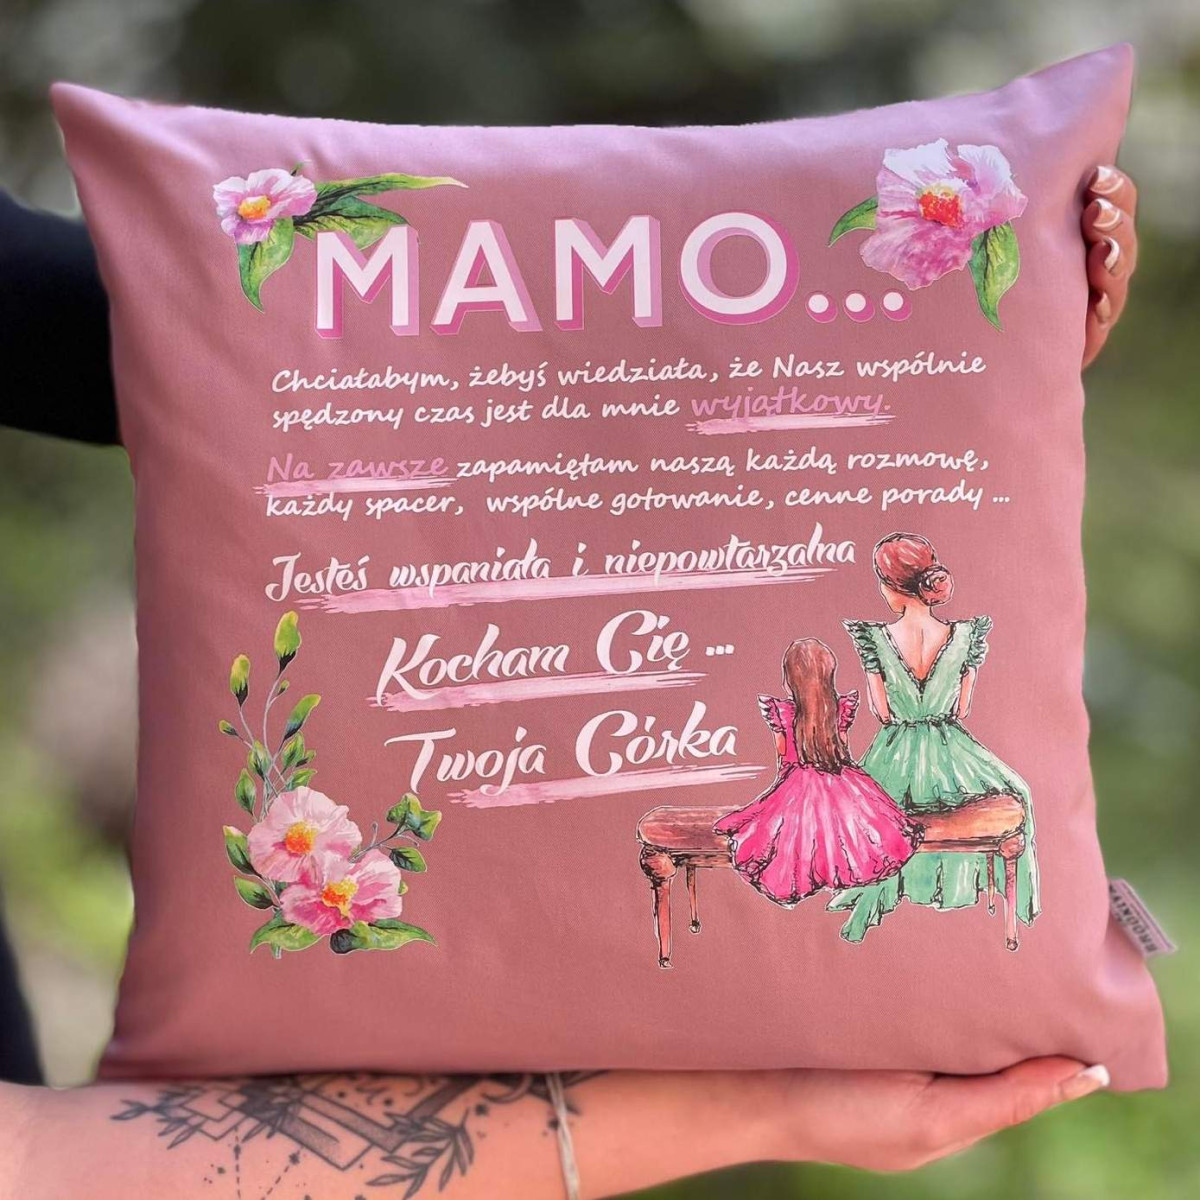 MAMO...
Chciałabym, żebyś wiedziała, że Nasz wspólnie
spędzony czas jest dla mnie wyjątkowy.
Na zawsze zapamiętam naszą każdą rozmowę,
każdy spacer, wspólne gotowanie, cenne porady ...
Jesteś wspaniała i niepowtarzalna
Kocham Cię ...
Twoja Córka